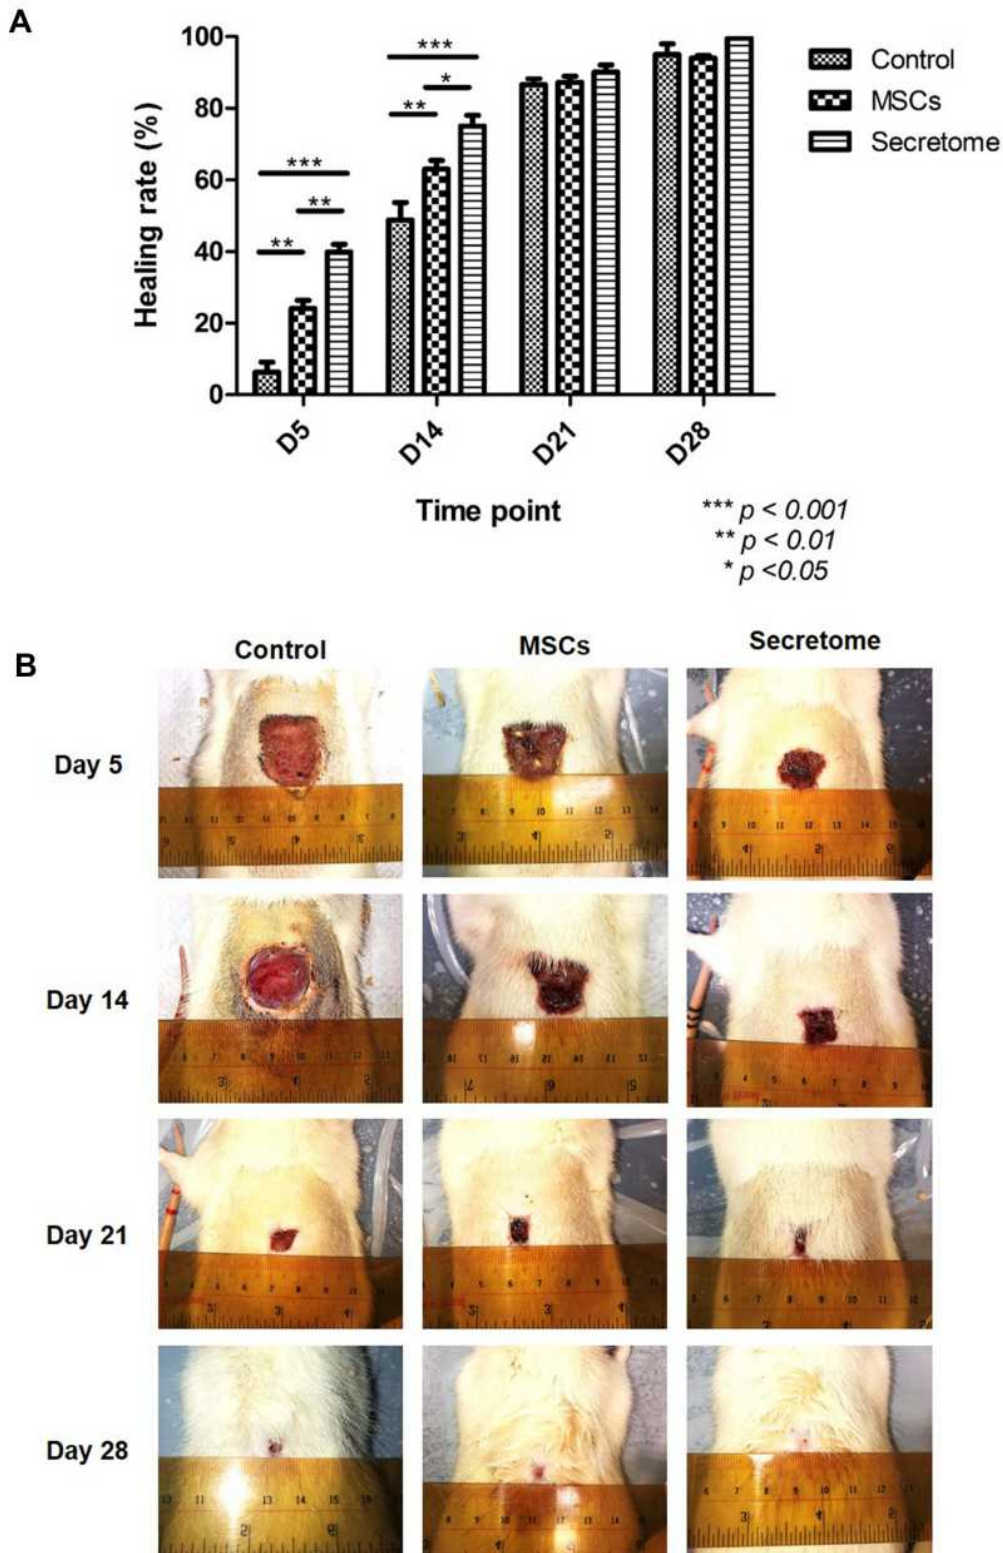 A
100
80
60
40
20
0
Healing rate (%)
***
**
**
***
*
**
Control
MSCs
Secretome
D5
D14
D21
D28
Time point
*** p < 0.001
** p < 0.01
* p <0.05
B
Control
MSCs
Secretome
Day 5
Day 14
Day 21
Day 28